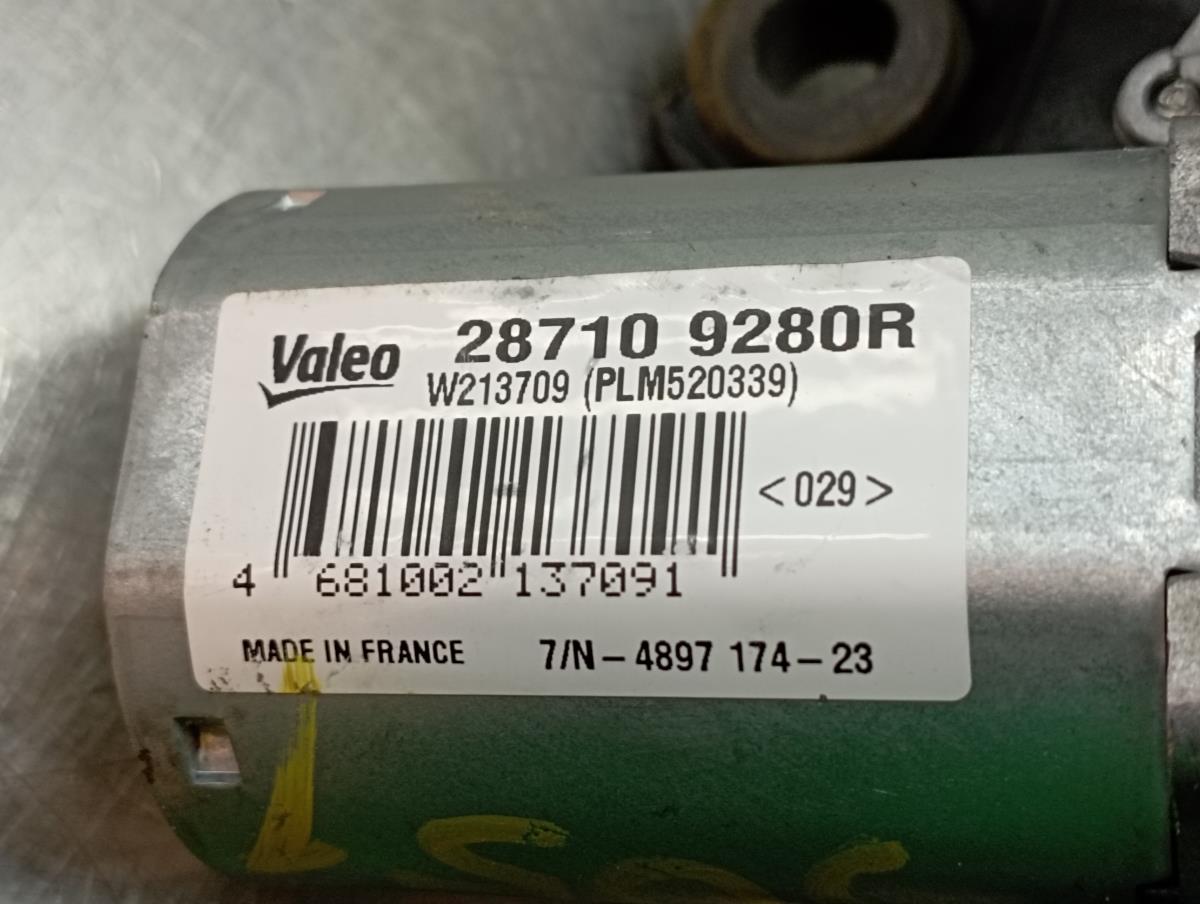 Valeo 28710 9280R
W213709 (PLM520339)
<029>
4 681002 137091
MADE IN FRANCE 7/N-4897 174-23